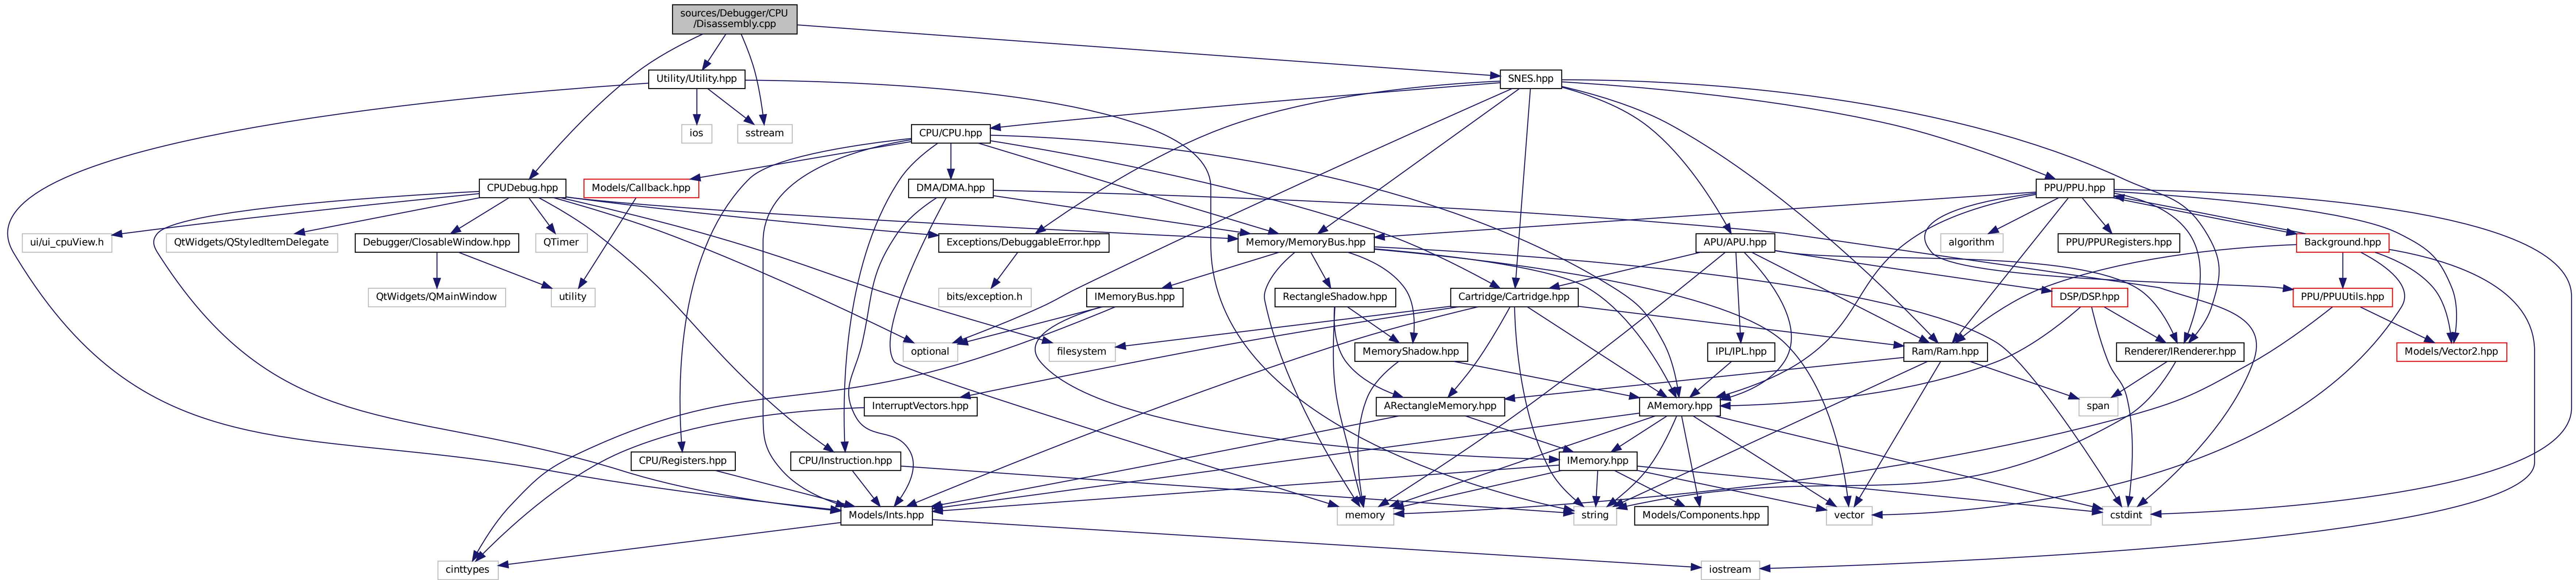 sources/Debugger/CPU
/Disassembly.cpp
Utility/Utility.hpp
SNES.hpp
ios
sstream
CPU/CPU.hpp
CPUDebug.hpp
Models/Callback.hpp
DMA/DMA.hpp
PPU/PPU.hpp
ui/ui_cpuView.h
QtWidgets/QStyledItemDelegate
Debugger/ClosableWindow.hpp
QTimer
Exceptions/DebuggableError.hpp
Memory/MemoryBus.hpp
APU/APU.hpp
algorithm
PPU/PPURegisters.hpp
Background.hpp
QtWidgets/QMainWindow
utility
bits/exception.h
IMemoryBus.hpp
RectangleShadow.hpp
Cartridge/Cartridge.hpp
DSP/DSP.hpp
PPU/PPUUtils.hpp
optional
filesystem
MemoryShadow.hpp
IPL/IPL.hpp
Ram/Ram.hpp
Renderer/IRenderer.hpp
Models/Vector2.hpp
InterruptVectors.hpp
ARectangleMemory.hpp
AMemory.hpp
span
CPU/Registers.hpp
CPU/Instruction.hpp
IMemory.hpp
Models/Ints.hpp
memory
string
Models/Components.hpp
vector
cstdint
cinttypes
iostream